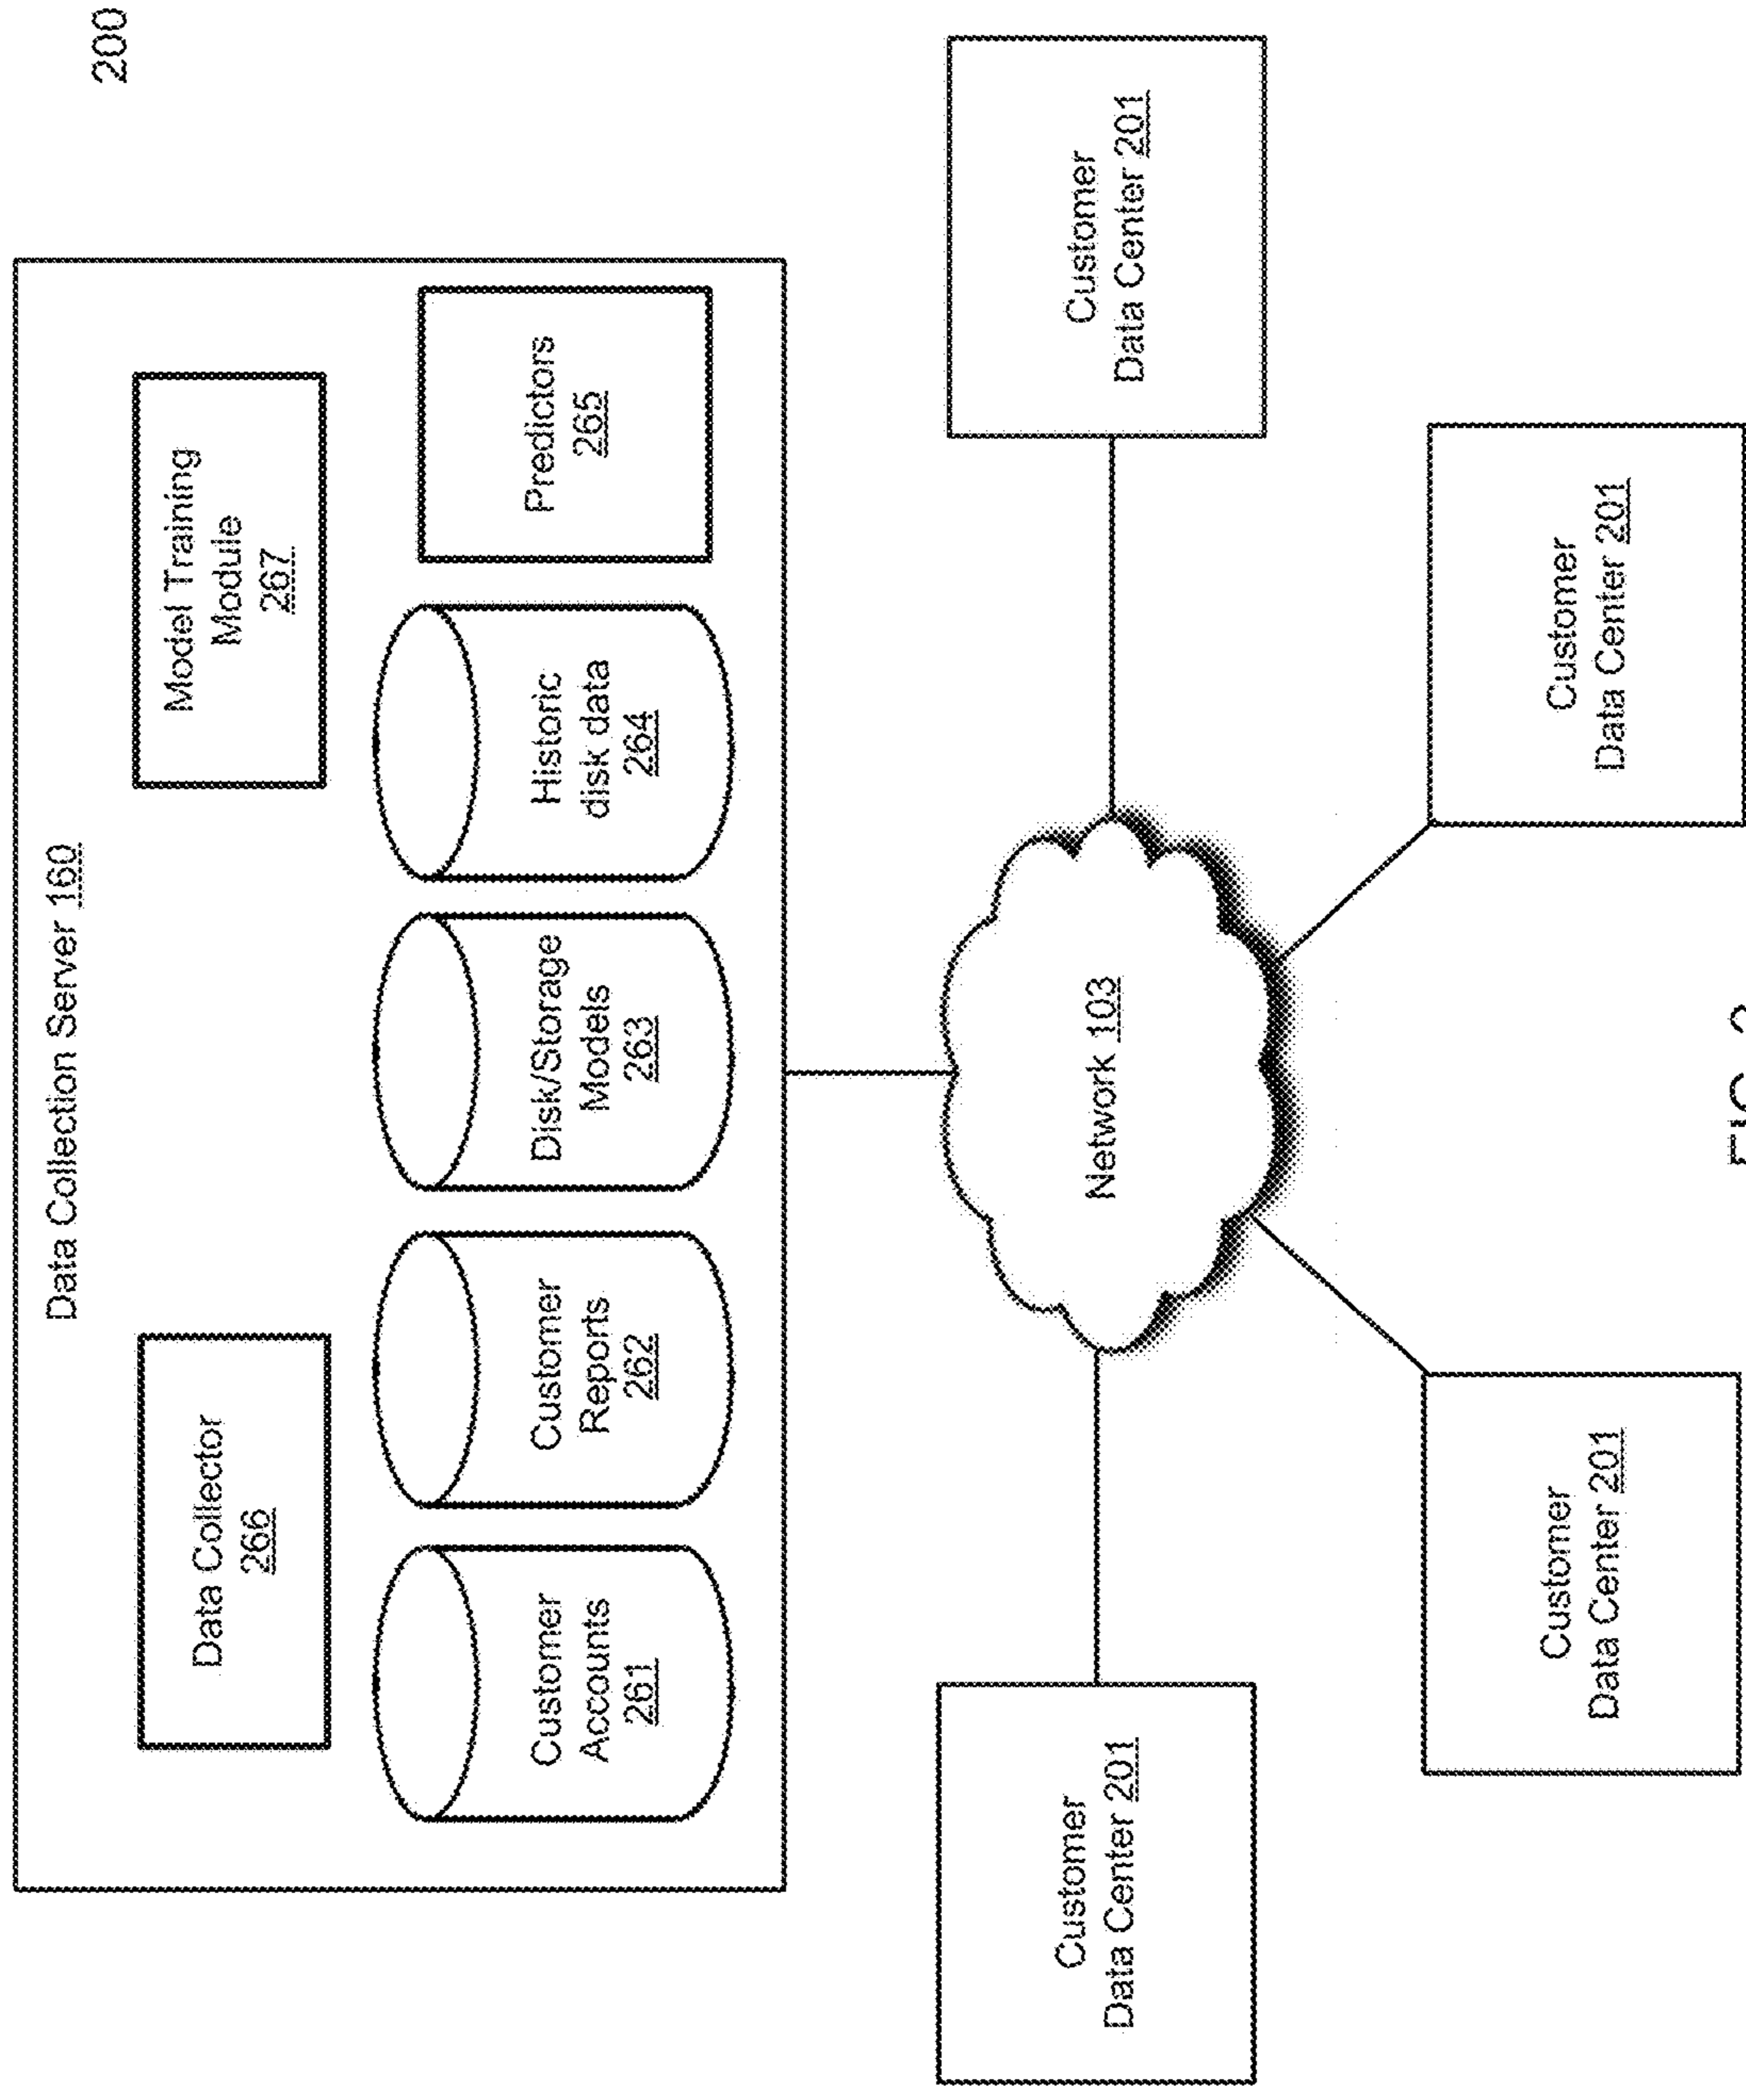 200
Data Collection Server 160
Data Collector
266
Model Training
Module
267
Customer
Accounts
261
Customer
Reports
262
Disk/Storage
Models
263
Historic
disk data
264
Predictors
265
Network 103
Customer
Data Center 201
Customer
Data Center 201
Customer
Data Center 201
Customer
Data Center 201